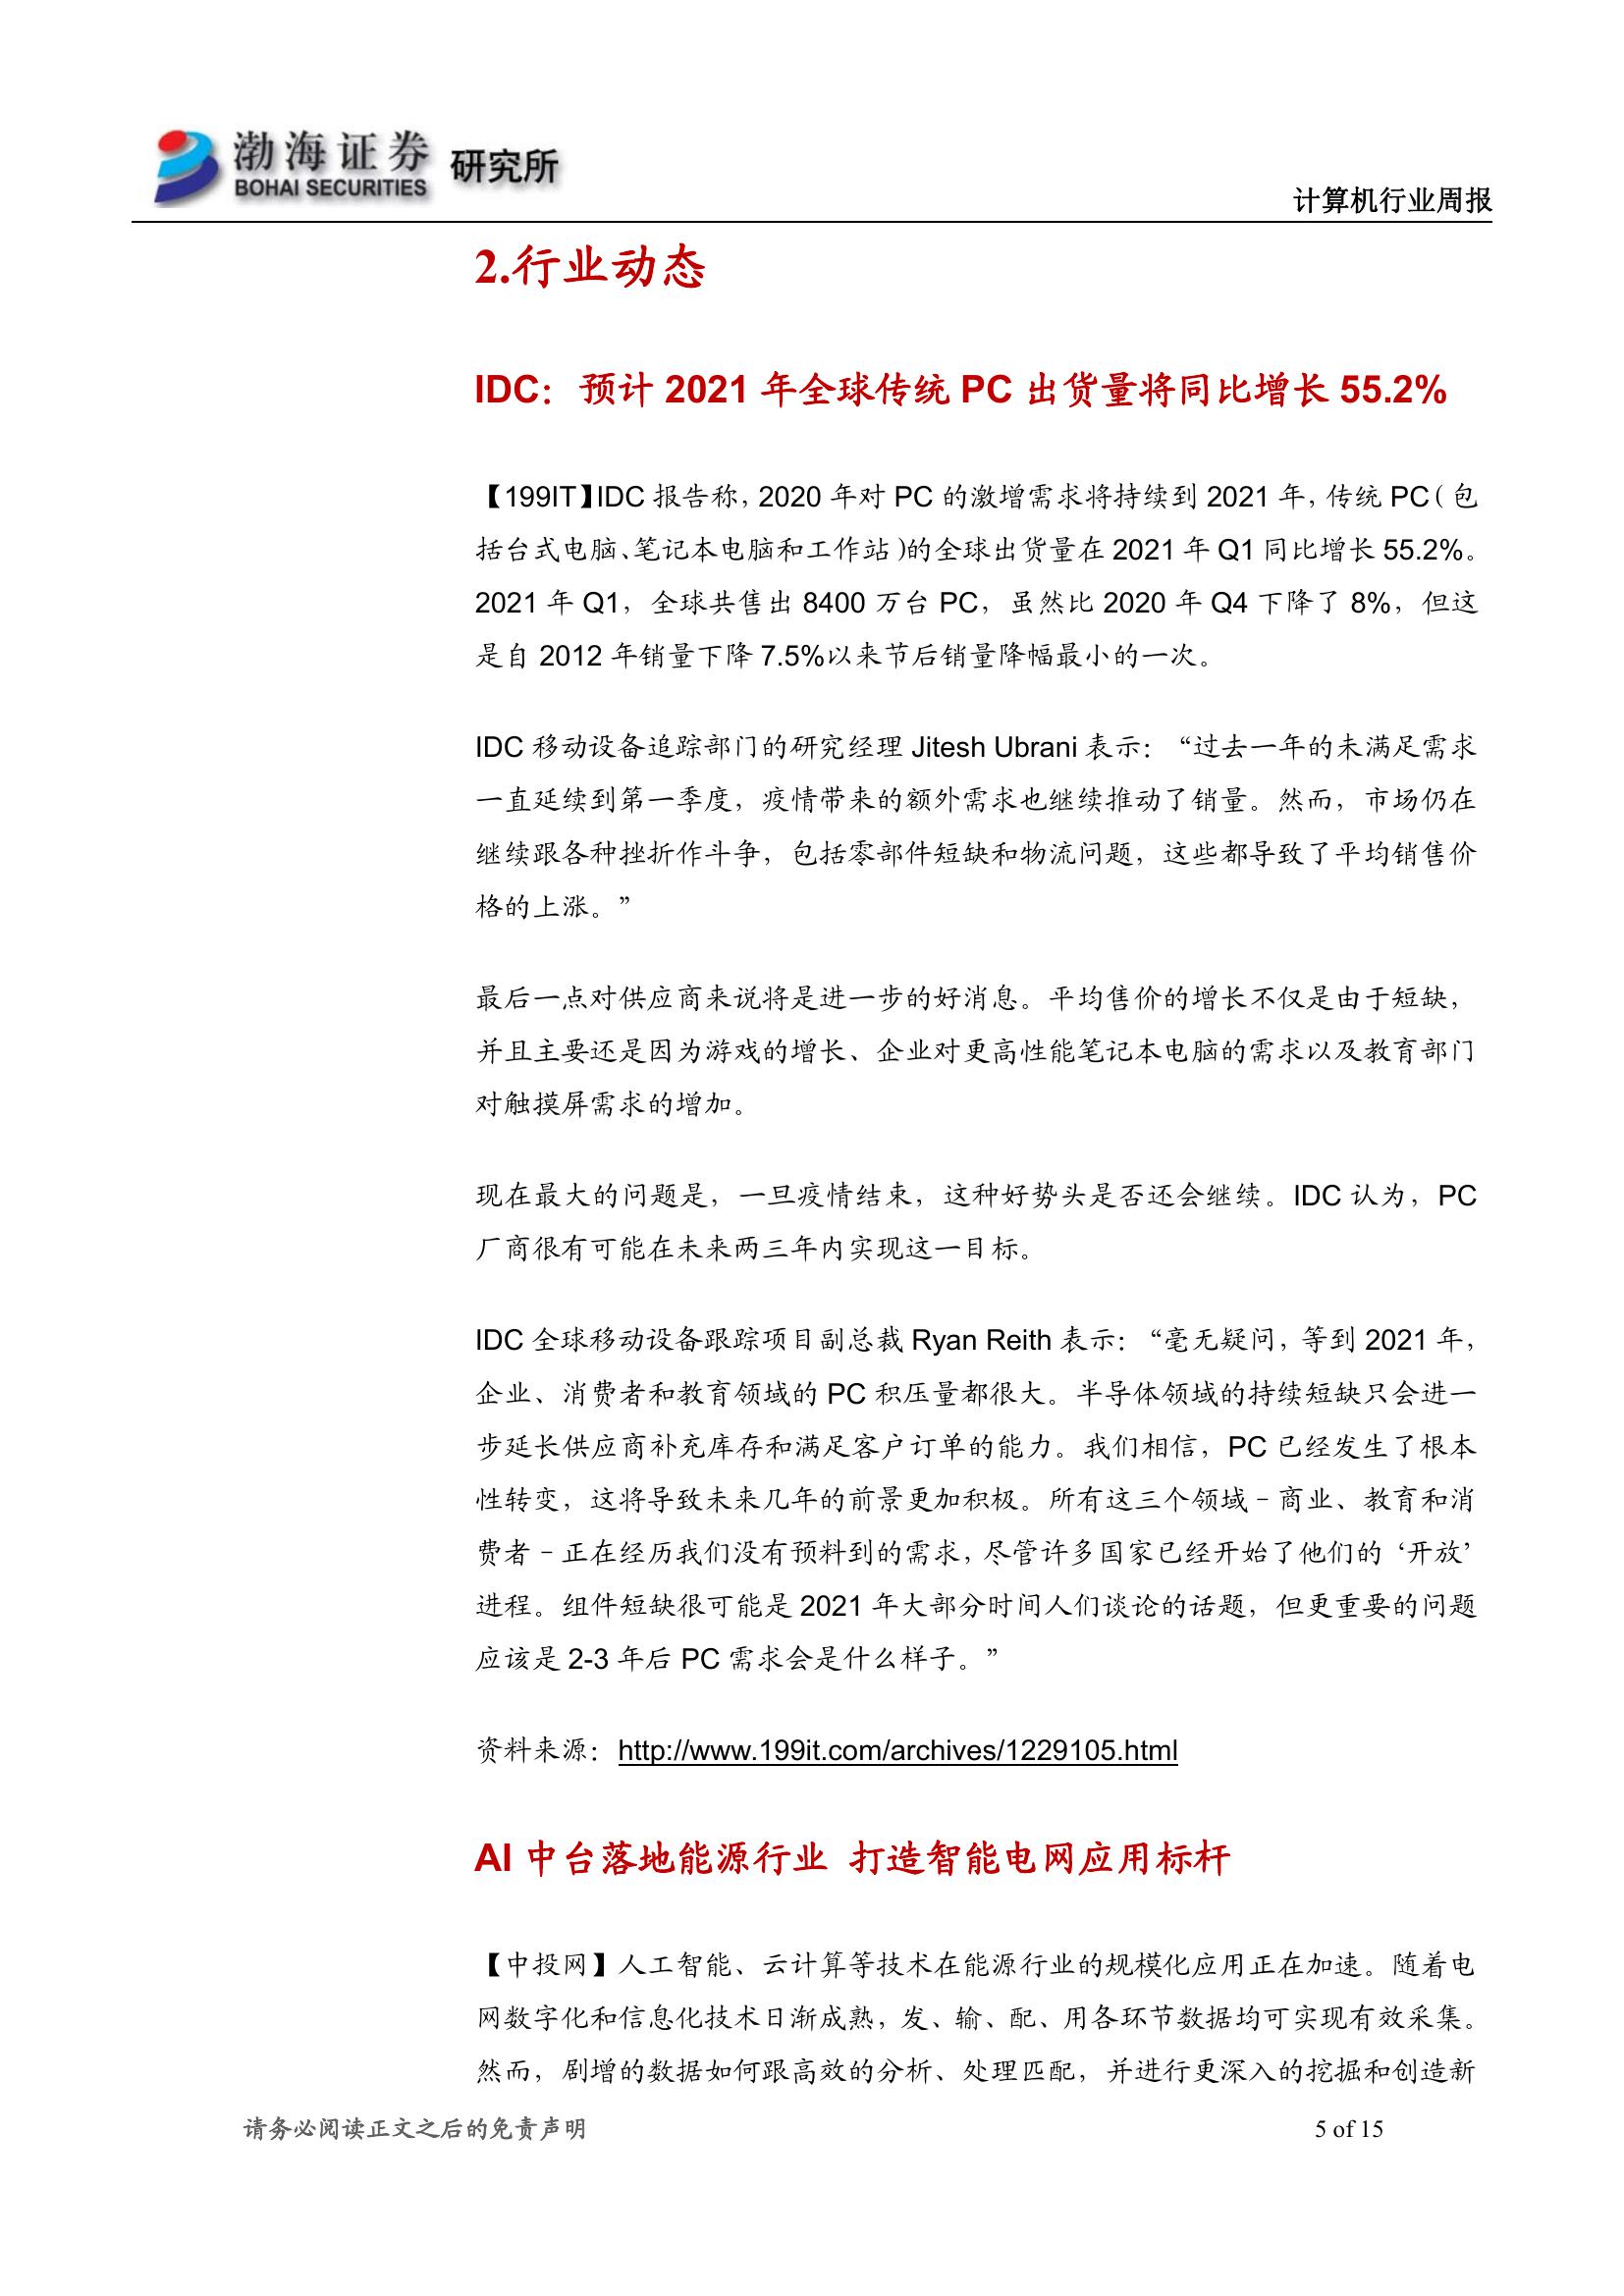 渤海证券 研究所
BOHAI SECURITIES
计算机行业周报
2.行业动态
IDC：预计 2021 年全球传统 PC 出货量将同比增长 55.2%
【199IT】IDC 报告称，2020 年对 PC 的激增需求将持续到 2021 年，传统 PC（包
括台式电脑、笔记本电脑和工作站）的全球出货量在 2021 年 Q1 同比增长 55.2%。
2021 年 Q1，全球共售出 8400 万台 PC，虽然比 2020 年 Q4 下降了 8%，但这
是自 2012 年销量下降 7.5%以来节后销量降幅最小的一次。
IDC 移动设备追踪部门的研究经理 Jitesh Ubrani 表示：“过去一年的未满足需求
一直延续到第一季度，疫情带来的额外需求也继续推动了销量。然而，市场仍在
继续跟各种挫折作斗争，包括零部件短缺和物流问题，这些都导致了平均销售价
格的上涨。”
最后一点对供应商来说将是进一步的好消息。平均售价的增长不仅是由于短缺，
并且主要还是因为游戏的增长、企业对更高性能笔记本电脑的需求以及教育部门
对触摸屏需求的增加。
现在最大的问题是，一旦疫情结束，这种好势头是否还会继续。IDC 认为，PC
厂商很有可能在未来两三年内实现这一目标。
IDC 全球移动设备跟踪项目副总裁 Ryan Reith 表示：“毫无疑问，等到 2021 年，
企业、消费者和教育领域的 PC 积压量都很大。半导体领域的持续短缺只会进一
步延长供应商补充库存和满足客户订单的能力。我们相信，PC 已经发生了根本
性转变，这将导致未来几年的前景更加积极。所有这三个领域–商业、教育和消
费者–正在经历我们没有预料到的需求，尽管许多国家已经开始了他们的‘开放’
进程。组件短缺很可能是 2021 年大部分时间人们谈论的话题，但更重要的问题
应该是 2-3 年后 PC 需求会是什么样子。”
资料来源：http://www.199it.com/archives/1229105.html
AI 中台落地能源行业 打造智能电网应用标杆
【中投网】人工智能、云计算等技术在能源行业的规模化应用正在加速。随着电
网数字化和信息化技术日渐成熟，发、输、配、用各环节数据均可实现有效采集。
然而，剧增的数据如何跟高效的分析、处理匹配，并进行更深入的挖掘和创造新
请务必阅读正文之后的免责声明
5 of 15